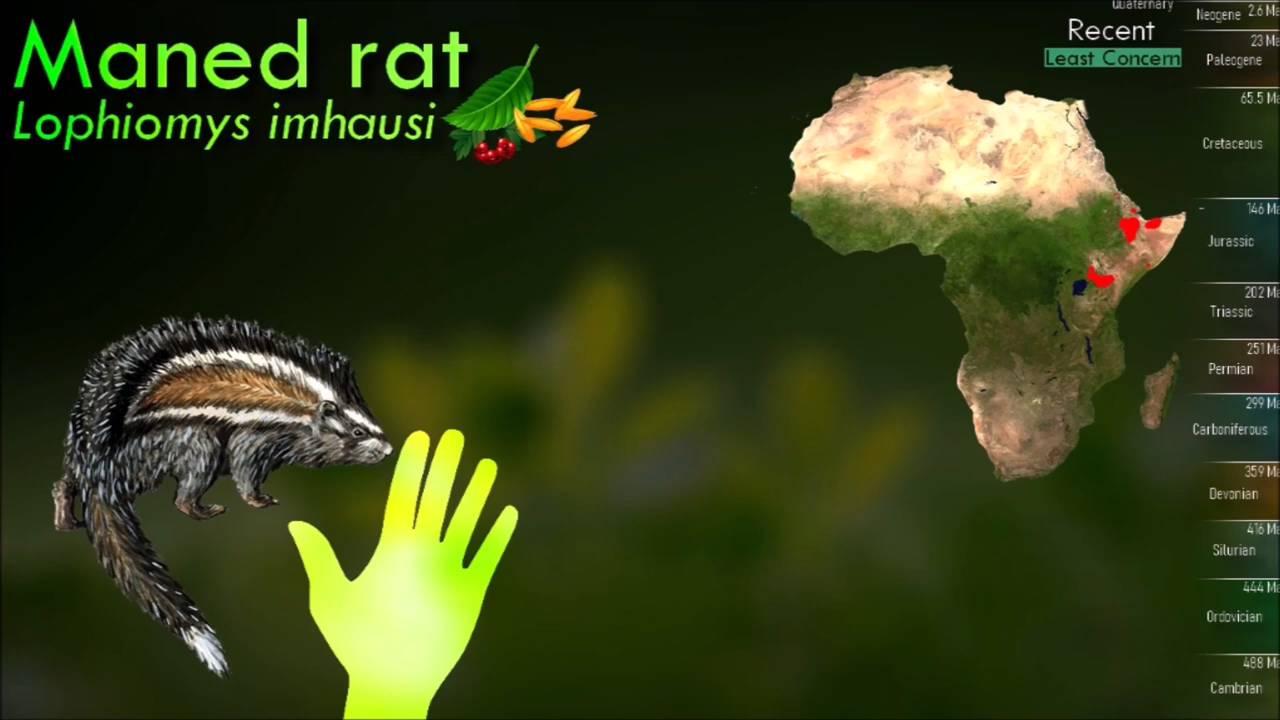 Maned rat
Lophiomys imhausi
Quaternary
Recent
Least Concern
Neogene 2.6 Ma
23 Ma
Paleogene
65.5 Ma
Cretaceous
146 Ma
Jurassic
202 Ma
Triassic
251 Ma
Permian
299 Ma
Carboniferous
359 Ma
Devonian
416 Ma
Silurian
444 Ma
Ordovician
488 Ma
Cambrian